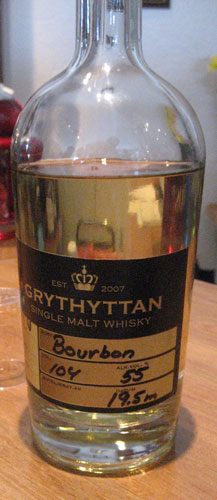 EST. 2007
GRYTHYTTAN
SINGLE MALT WHISKY
Bourbon
104
55
19.5m